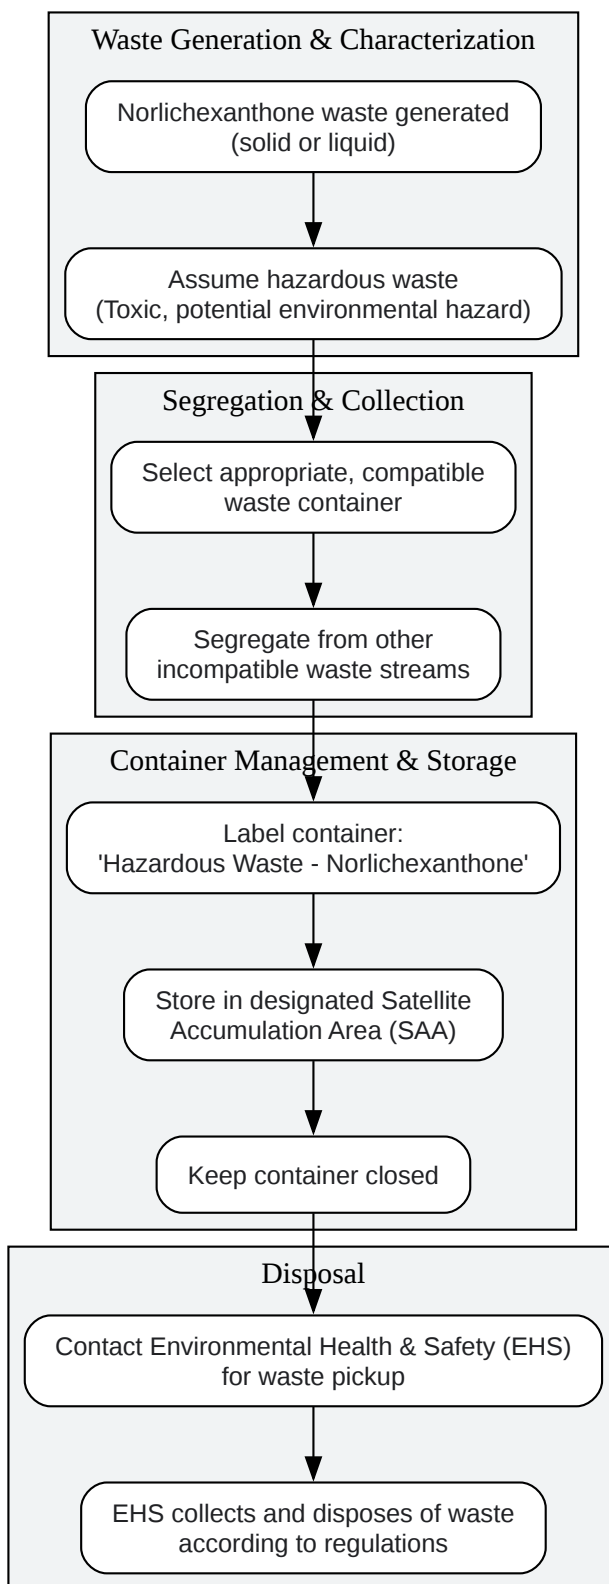 Waste Generation & Characterization
Norlichexanthone waste generated
(solid or liquid)
Assume hazardous waste
(Toxic, potential environmental hazard)
Segregation & Collection
Select appropriate, compatible
waste container
Segregate from other
incompatible waste streams
Container Management & Storage
Label container:
'Hazardous Waste - Norlichexanthone'
Store in designated Satellite
Accumulation Area (SAA)
Keep container closed
Disposal
Contact Environmental Health & Safety (EHS)
for waste pickup
EHS collects and disposes of waste
according to regulations